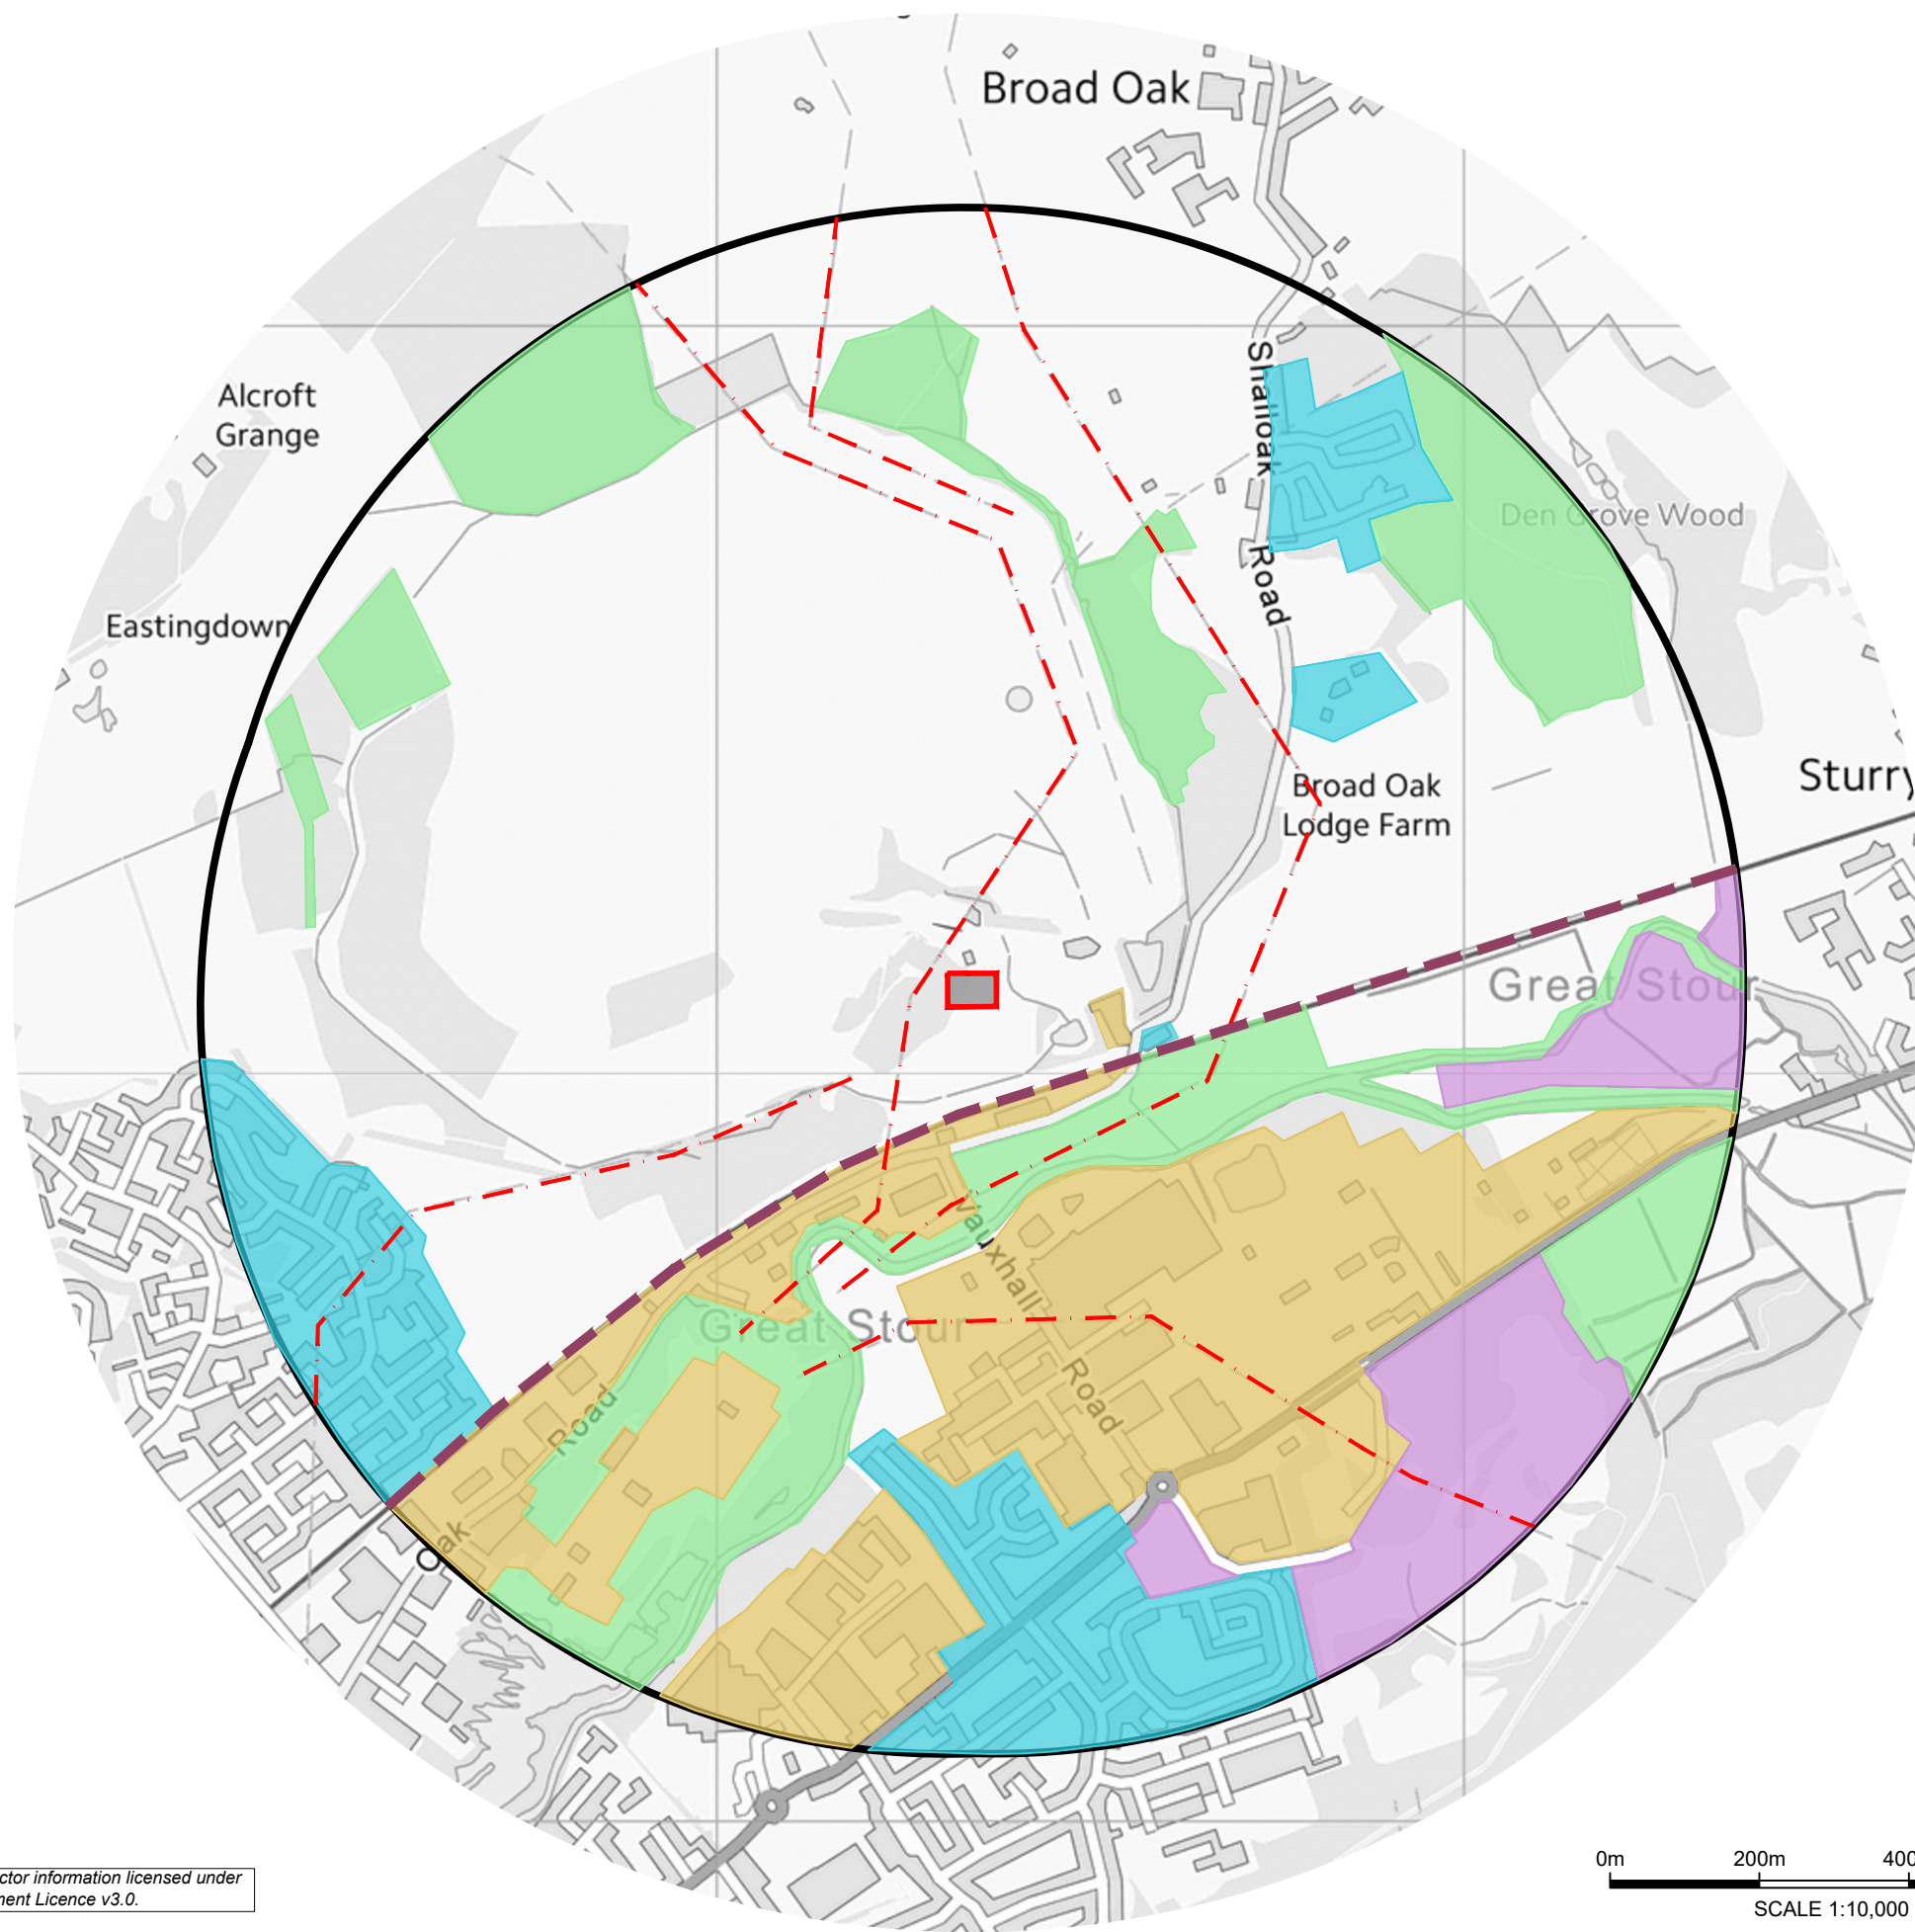 Broad Oak
Shalloak Road
Alcroft
Grange
Den Grove Wood
Eastingdown
Sturry
Broad Oak
Lodge Farm
Great Stour
Vauxhall Road
Great Stour
Road
Oak
ctor information licensed under
ment Licence v3.0.
0m 200m 400
SCALE 1:10,000